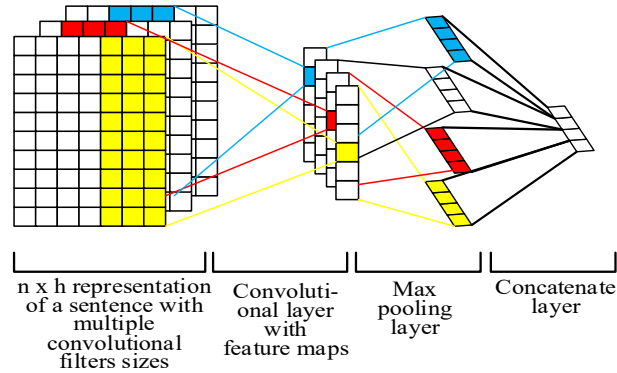 n x h representation
of a sentence with
multiple
convolutional
filters sizes
Convoluti-
onal layer
with
feature maps
Max
pooling
layer
Concatenate
layer